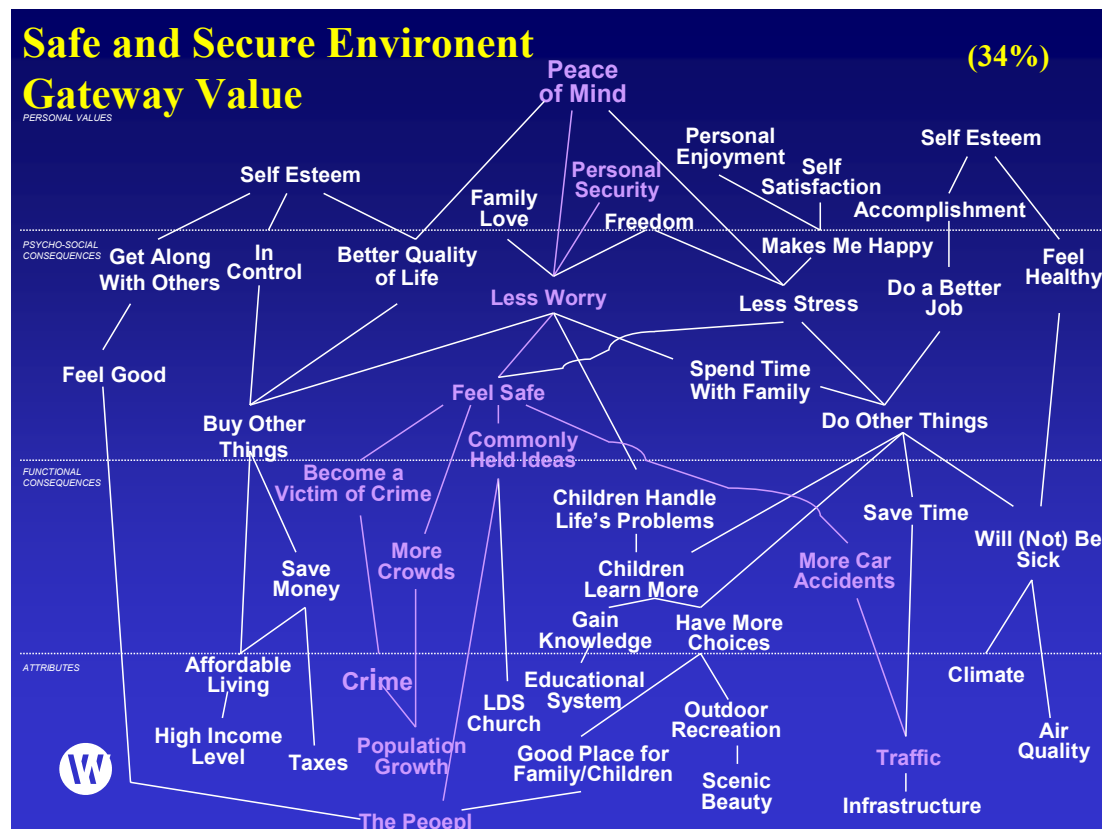 Safe and Secure Environent
Gateway Value
(34%)
PERSONAL VALUES
Peace
of Mind
Self Esteem
Family
Love
Personal
Security
Freedom
Personal
Enjoyment
Self
Satisfaction
Self Esteem
Accomplishment
PSYCHO-SOCIAL
CONSEQUENCES
Get Along
With Others
In
Control
Better Quality
of Life
Less Worry
Makes Me Happy
Less Stress
Do a Better
Job
Feel
Healthy
Feel Good
Buy Other
Things
Feel Safe
Commonly
Held Ideas
Spend Time
With Family
Do Other Things
FUNCTIONAL
CONSEQUENCES
Become a
Victim of Crime
More
Crowds
Save
Money
Children Handle
Life's Problems
Children
Learn More
Gain
Knowledge
Have More
Choices
More Car
Accidents
Save Time
Will (Not) Be
Sick
ATTRIBUTES
Affordable
Living
High Income
Level
Taxes
Crime
Population
Growth
LDS
Church
Educational
System
Good Place for
Family/Children
Outdoor
Recreation
Scenic
Beauty
Climate
Traffic
Infrastructure
Air
Quality
The Peoepl
W